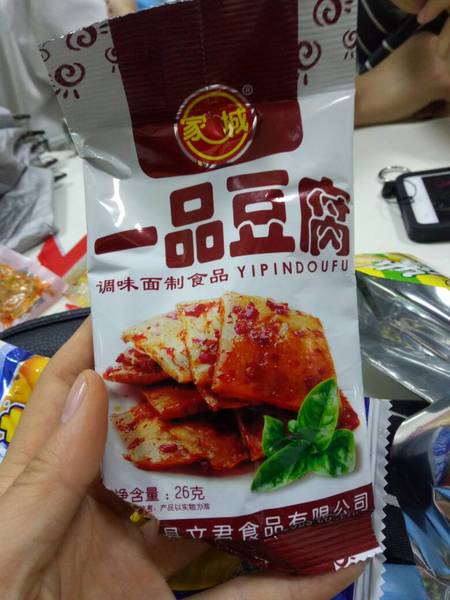 家城
®
一品豆腐
调味面制食品 YIPINDOUFU
净含量：26克
产品以实物为准
县文君食品有限公司